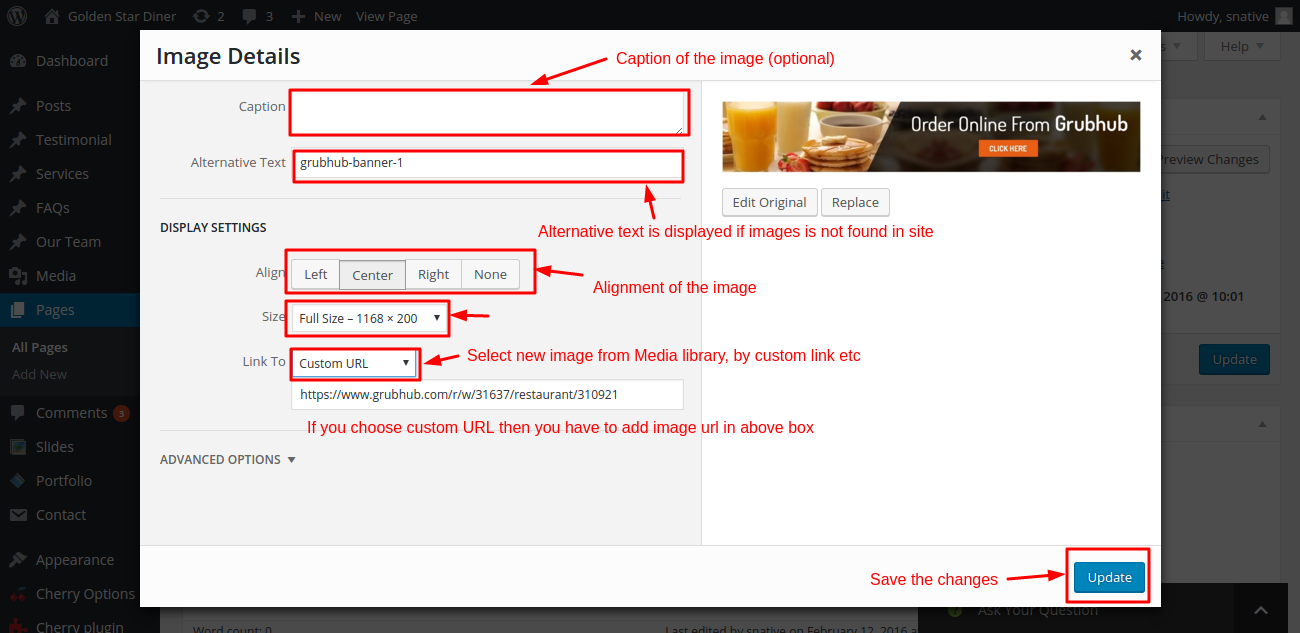 Golden Star Diner 2 3 New View Page Howdy, snative
Dashboard
Posts
Testimonial
Services
FAQs
Our Team
Media
Pages
All Pages
Add New
Comments 3
Slides
Portfolio
Contact
Appearance
Cherry Options
Cherry plugin
Help
Image Details
Caption of the image (optional)
Caption
Alternative Text grubhub-banner-1
Alternative text is displayed if images is not found in site
DISPLAY SETTINGS
Align Left Center Right None
Alignment of the image
Size Full Size – 1168 × 200
Link To Custom URL
Select new image from Media library, by custom link etc
https://www.grubhub.com/r/w/31637/restaurant/310921
If you choose custom URL then you have to add image url in above box
ADVANCED OPTIONS
Order Online From Grubhub
CLICK HERE
Edit Original Replace
Preview Changes
2016 @ 10:01
Update
Save the changes Update
Ask Your Question
Word count: 0 Last edited by snative on February 12, 2016 a